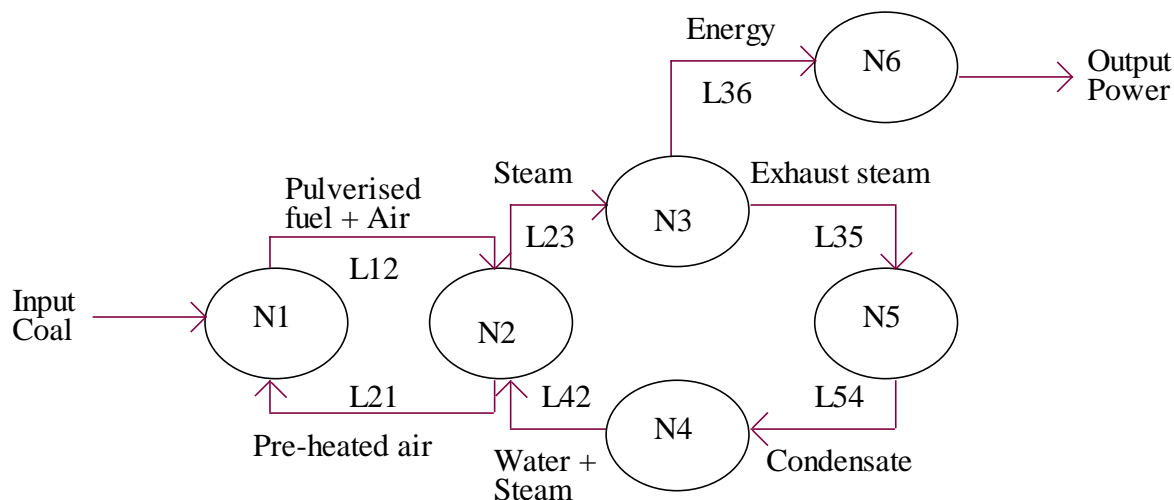 Energy
N6
Output
Power
L36
Steam
Exhaust steam
Pulverised
fuel + Air
N3
L23
L35
L12
Input
Coal
N1
N2
N5
L21
L42
L54
N4
Pre-heated air
Water +
Steam
Condensate